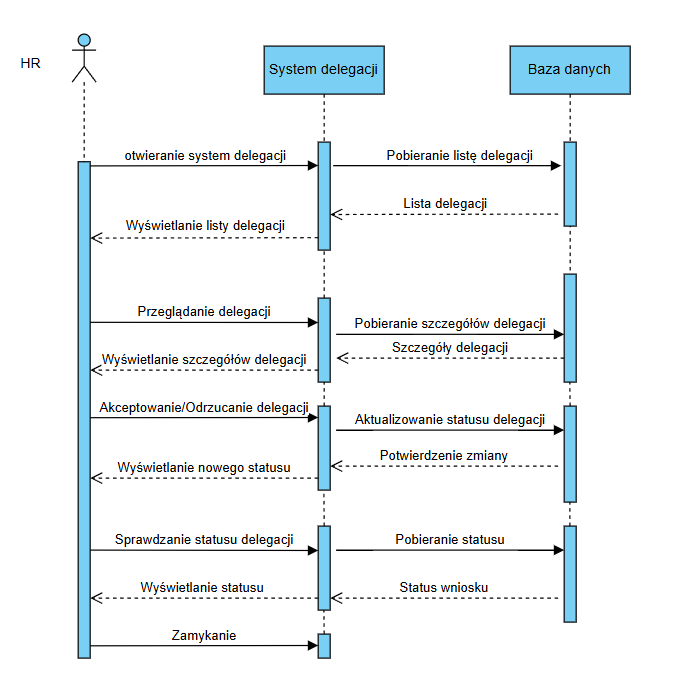 HR
System delegacji
Baza danych
otwieranie system delegacji
Pobieranie listę delegacji
Lista delegacji
Wyświetlanie listy delegacji
Przeglądanie delegacji
Pobieranie szczegółów delegacji
Szczegóły delegacji
Wyświetlanie szczegółów delegacji
Akceptowanie/Odrzucanie delegacji
Aktualizowanie statusu delegacji
Potwierdzenie zmiany
Wyświetlanie nowego statusu
Sprawdzanie statusu delegacji
Pobieranie statusu
Wyświetlanie statusu
Status wniosku
Zamykanie